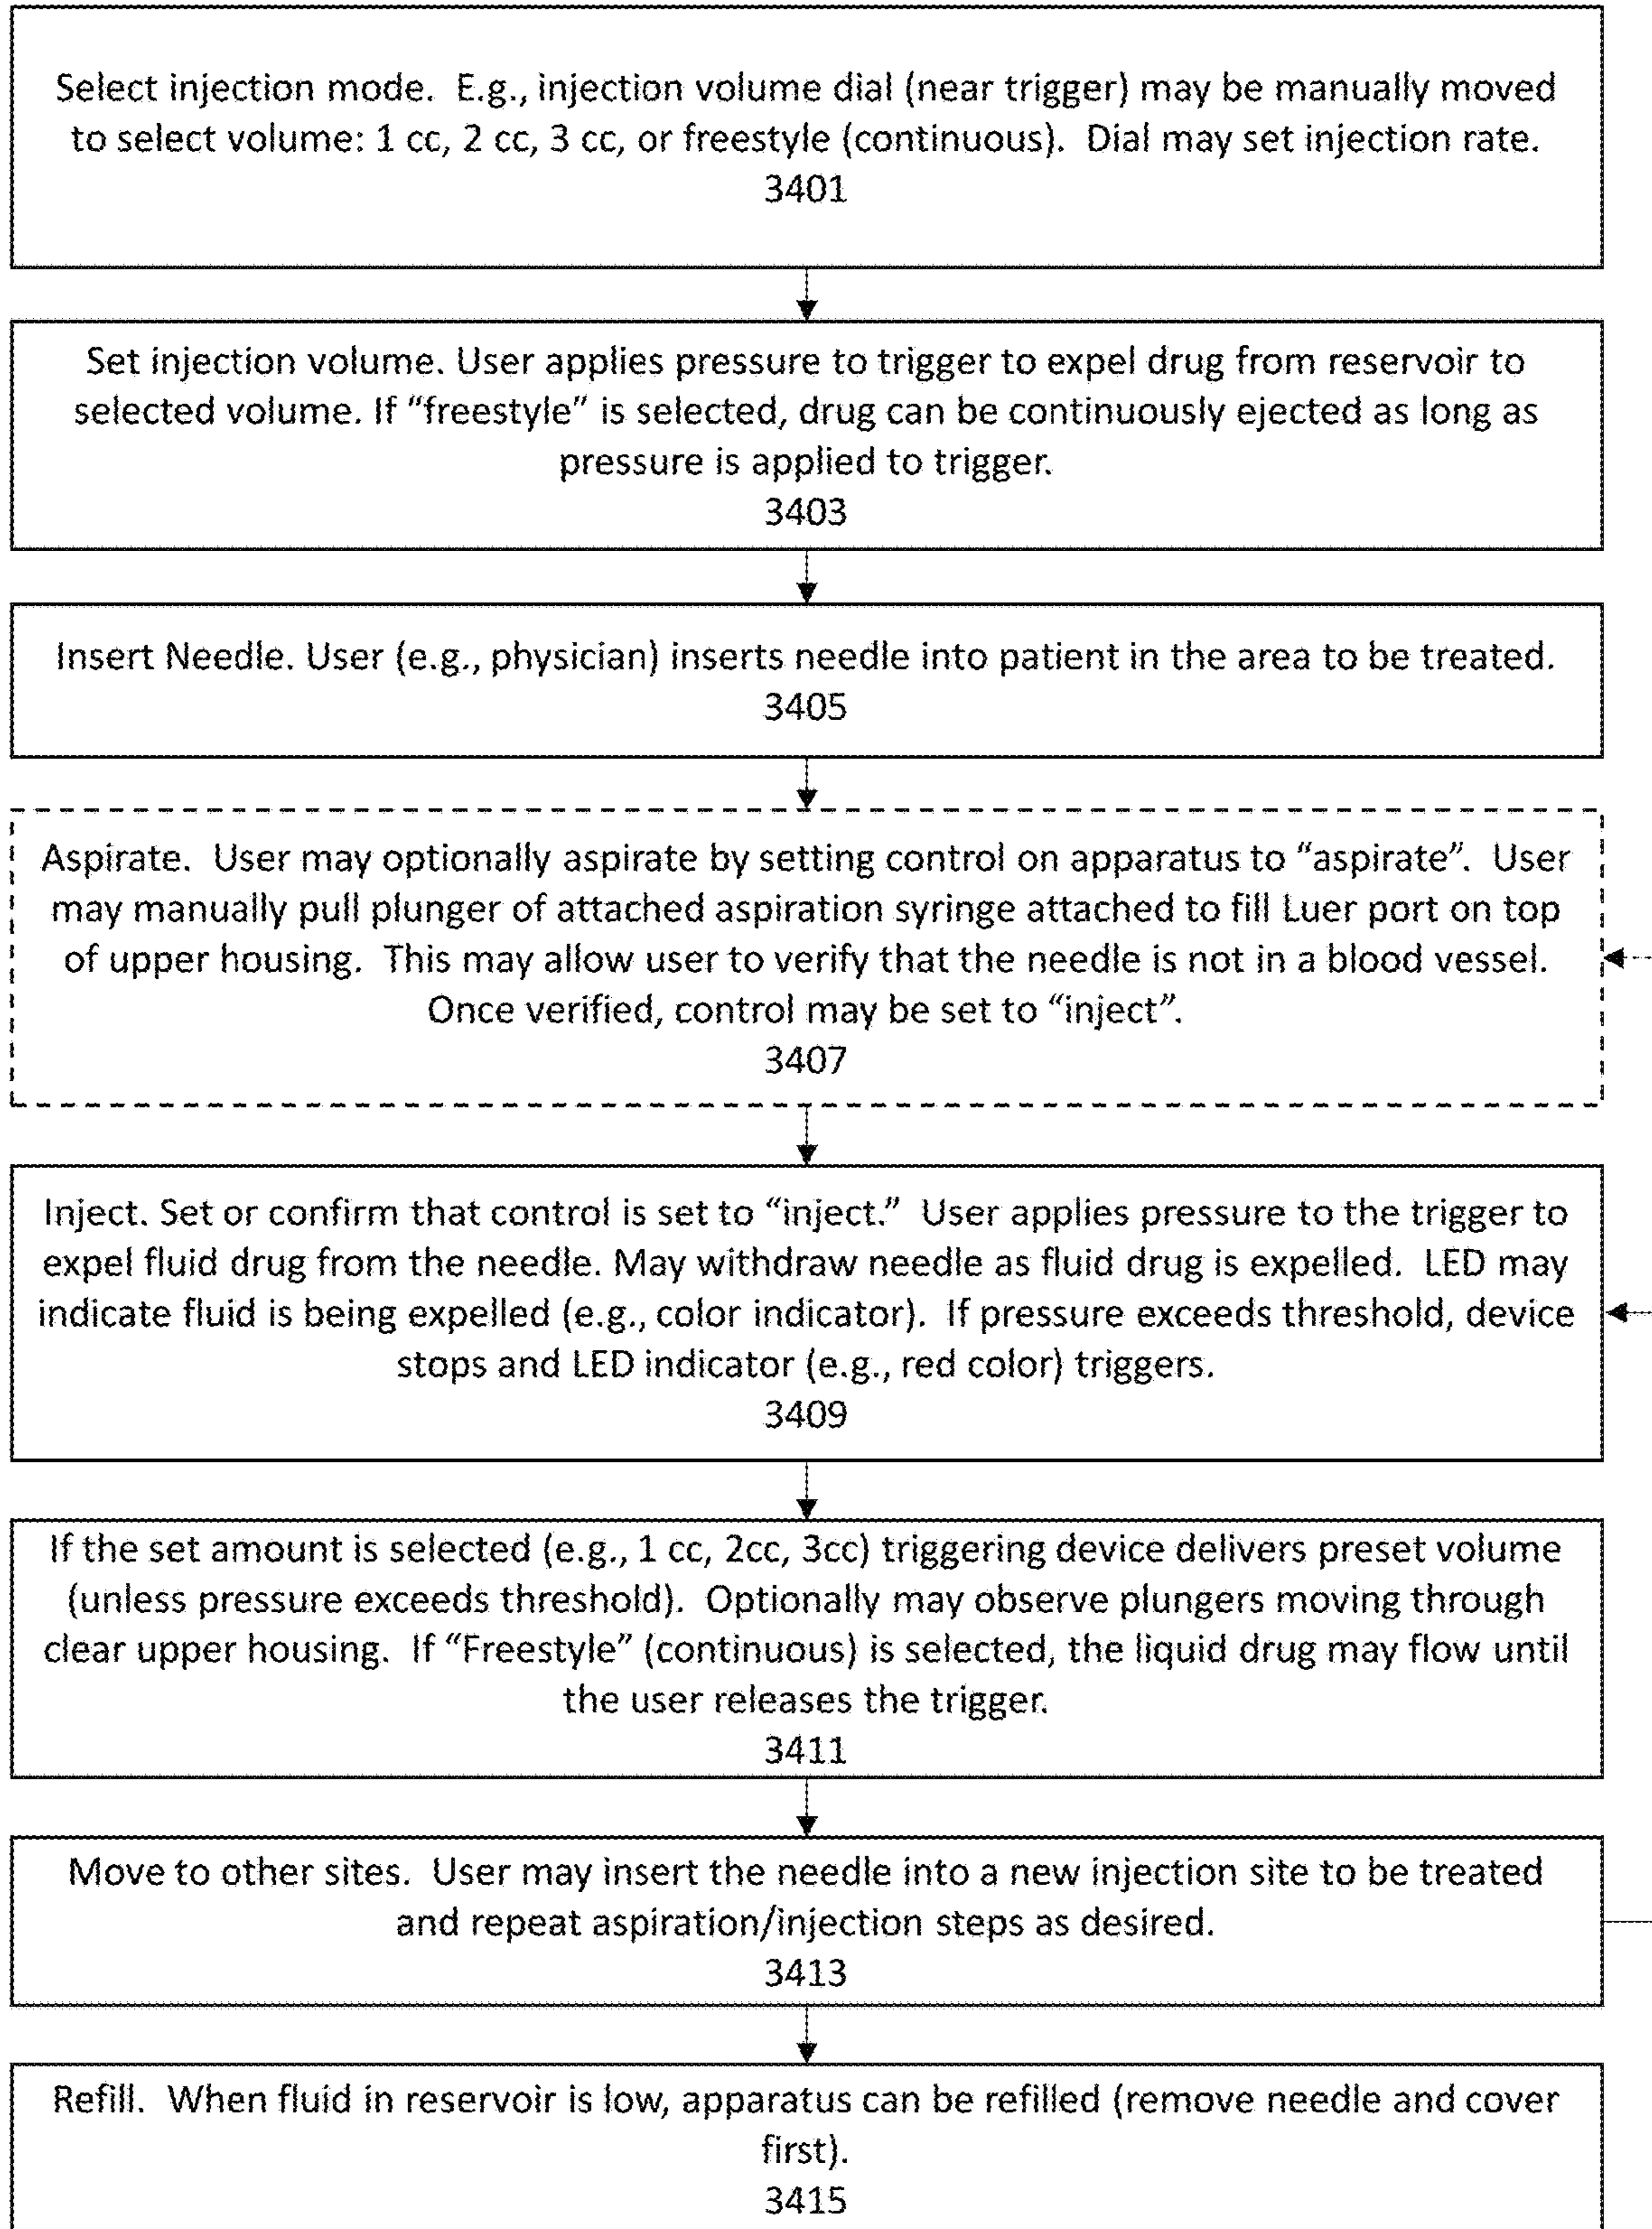 Select injection mode.  E.g., injection volume dial (near trigger) may be manually moved
to select volume: 1 cc, 2 cc, 3 cc, or freestyle (continuous).  Dial may set injection rate.
3401
Set injection volume. User applies pressure to trigger to expel drug from reservoir to
selected volume. If “freestyle” is selected, drug can be continuously ejected as long as
pressure is applied to trigger.
3403
Insert Needle. User (e.g., physician) inserts needle into patient in the area to be treated.
3405
Aspirate.  User may optionally aspirate by setting control on apparatus to “aspirate”.  User
may manually pull plunger of attached aspiration syringe attached to fill Luer port on top
of upper housing.  This may allow user to verify that the needle is not in a blood vessel.
Once verified, control may be set to “inject”.
3407
Inject. Set or confirm that control is set to “inject.”  User applies pressure to the trigger to
expel fluid drug from the needle. May withdraw needle as fluid drug is expelled.  LED may
indicate fluid is being expelled (e.g., color indicator).  If pressure exceeds threshold, device
stops and LED indicator (e.g., red color) triggers.
3409
If the set amount is selected (e.g., 1 cc, 2cc, 3cc) triggering device delivers preset volume
(unless pressure exceeds threshold).  Optionally may observe plungers moving through
clear upper housing.  If “Freestyle” (continuous) is selected, the liquid drug may flow until
the user releases the trigger.
3411
Move to other sites.  User may insert the needle into a new injection site to be treated
and repeat aspiration/injection steps as desired.
3413
Refill.  When fluid in reservoir is low, apparatus can be refilled (remove needle and cover
first).
3415